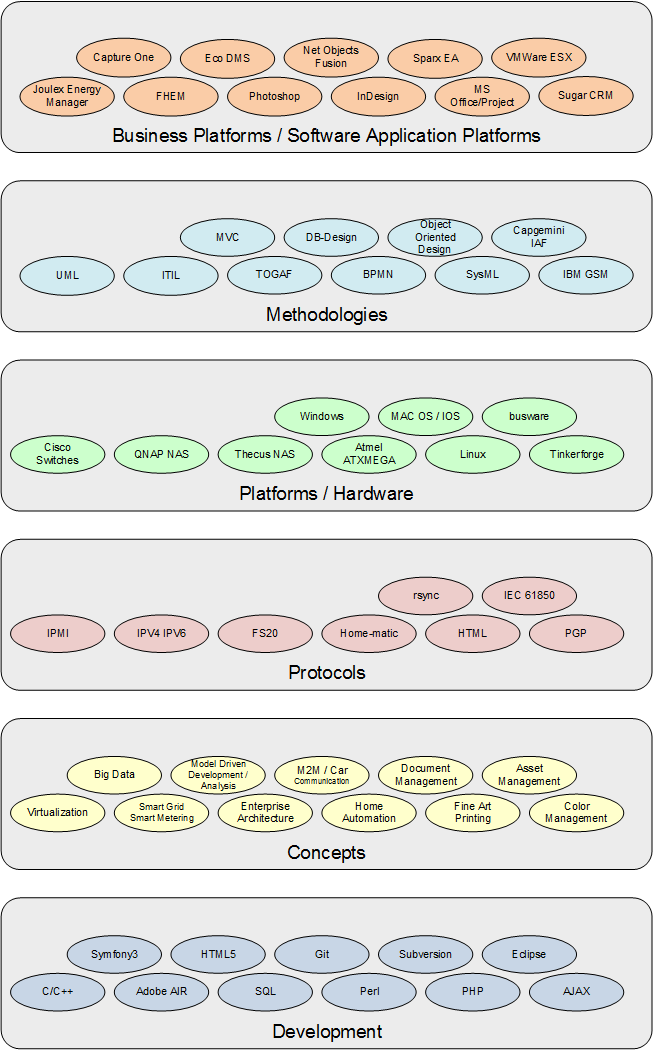 Capture One
Eco DMS
Net Objects
Fusion
Sparx EA
VMWare ESX
Joulex Energy
Manager
FHEM
Photoshop
InDesign
MS
Office/Project
Sugar CRM
Business Platforms / Software Application Platforms
MVC
DB-Design
Object
Oriented
Design
Capgemini
IAF
UML
ITIL
TOGAF
BPMN
SysML
IBM GSM
Methodologies
Windows
MAC OS / IOS
busware
Cisco
Switches
QNAP NAS
Thecus NAS
Atmel
ATXMEGA
Linux
Tinkerforge
Platforms / Hardware
rsync
IEC 61850
IPMI
IPV4 IPV6
FS20
Home-matic
HTML
PGP
Protocols
Big Data
Model Driven
Development /
Analysis
M2M / Car
Communication
Document
Management
Asset
Management
Virtualization
Smart Grid
Smart Metering
Enterprise
Architecture
Home
Automation
Fine Art
Printing
Color
Management
Concepts
Symfony3
HTML5
Git
Subversion
Eclipse
C/C++
Adobe AIR
SQL
Perl
PHP
AJAX
Development